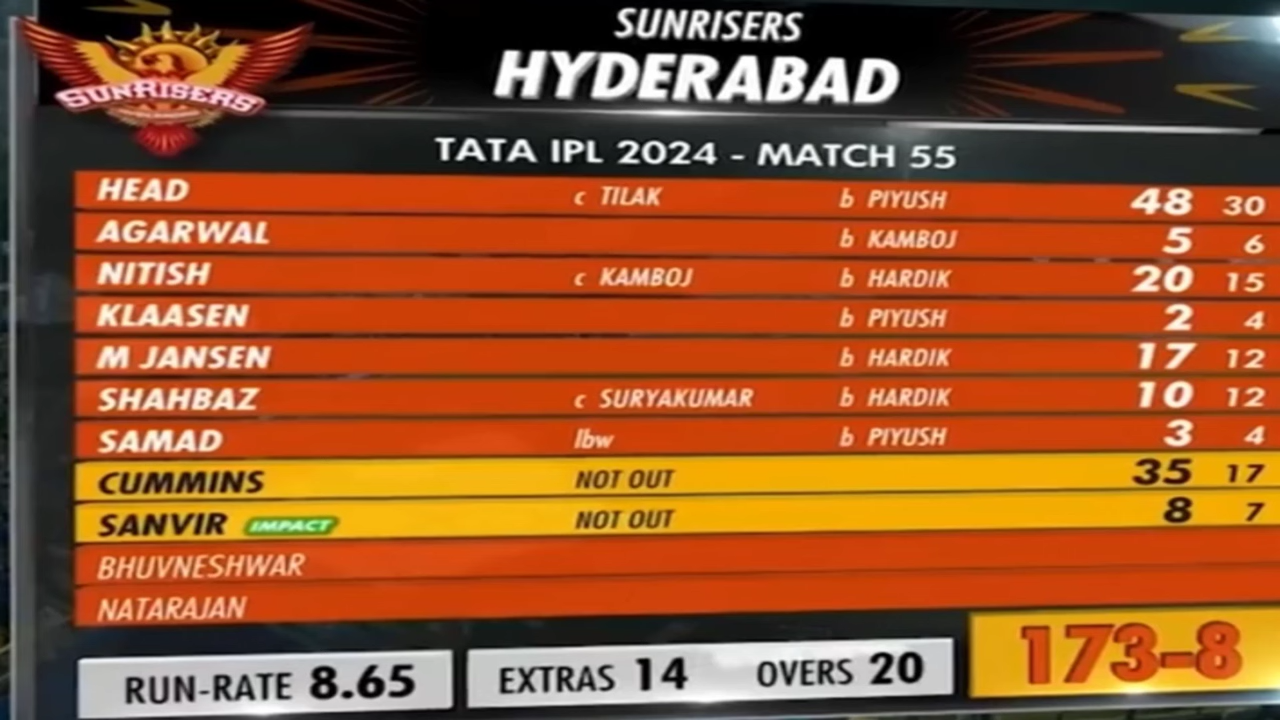 SUNRISERS
HYDERABAD
SUNRISERS
TATA IPL 2024 - MATCH 55
HEAD c TILAK b PIYUSH 48 30
AGARWAL b KAMBOJ 5 6
NITISH c KAMBOJ b HARDIK 20 15
KLAASEN b PIYUSH 2 4
M JANSEN b HARDIK 17 12
SHAHBAZ c SURYAKUMAR b HARDIK 10 12
SAMAD lbw b PIYUSH 3 4
CUMMINS NOT OUT 35 17
SANVIR IMPACT NOT OUT 8 7
BHUVNESHWAR
NATARAJAN
RUN-RATE 8.65 EXTRAS 14 OVERS 20 173-8